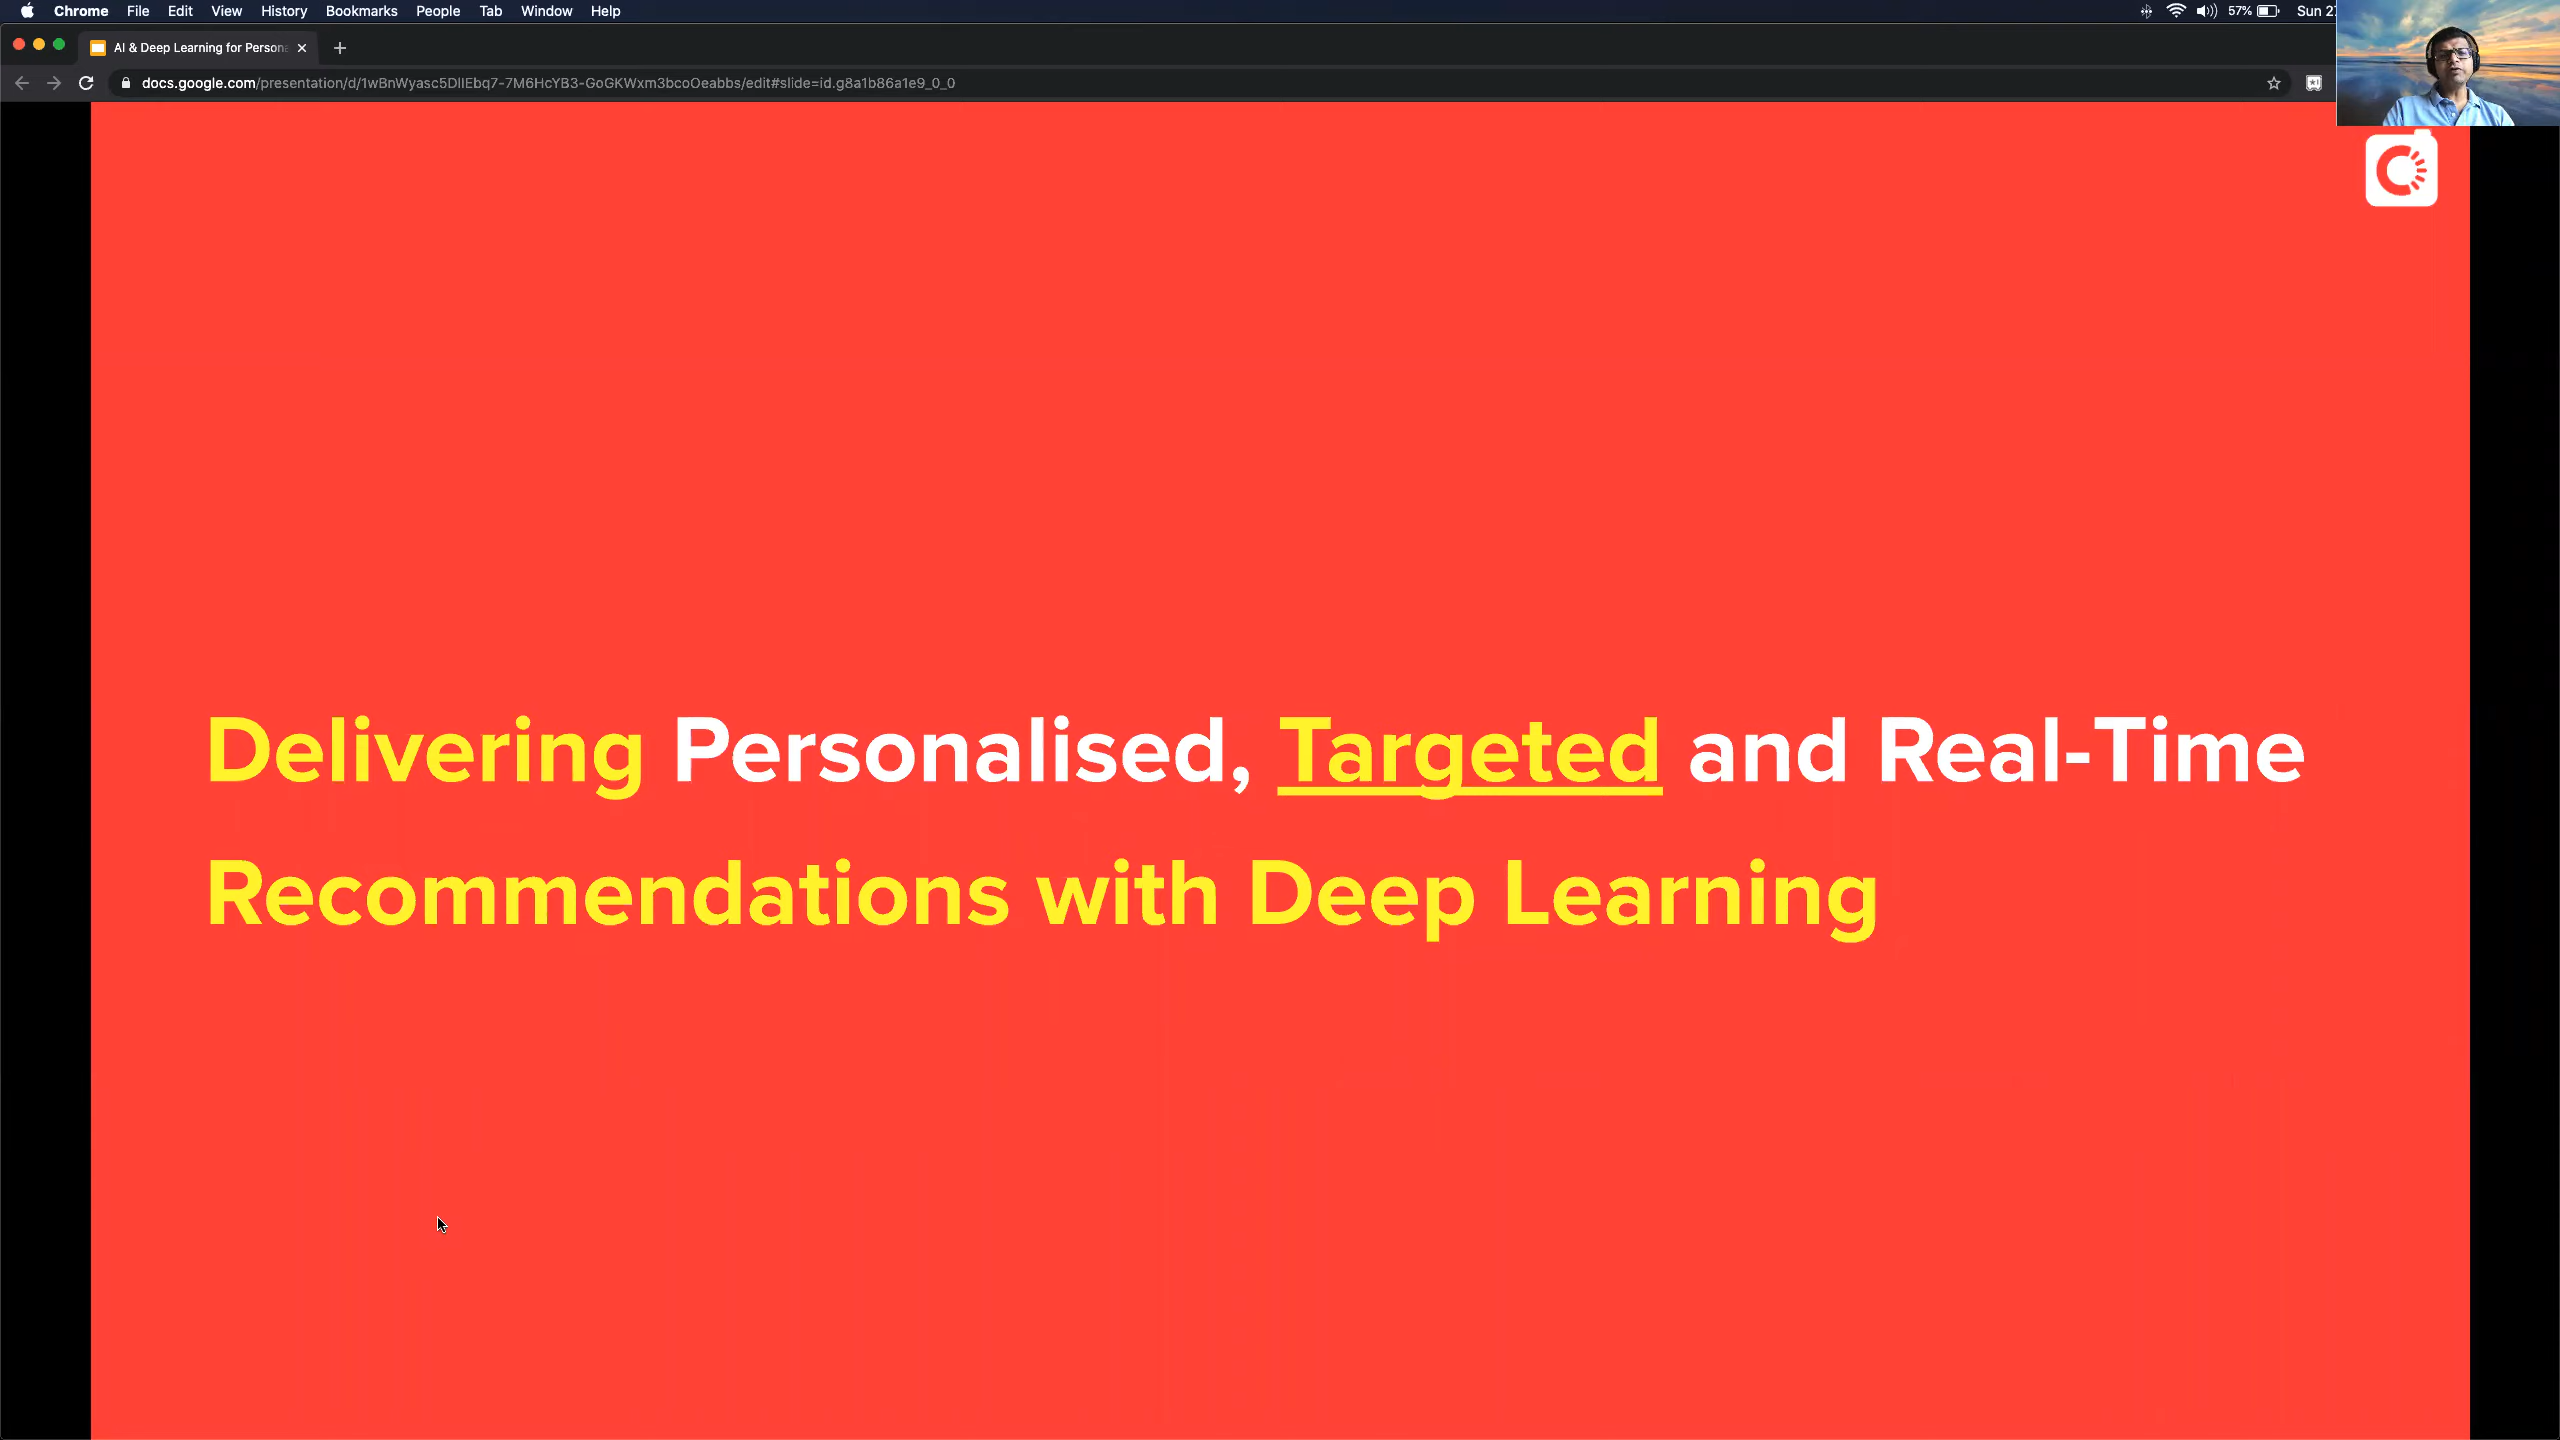 Chrome File Edit View History Bookmarks People Tab Window Help 57% Sun
AI & Deep Learning for Person
docs.google.com/presentation/d/1wBnWyasc5DlIEbq7-7M6HcYB3-GoGKWxm3bcoOeabbs/edit#slide=id.g8a1b86a1e9_0_0
Delivering Personalised, Targeted and Real-Time
Recommendations with Deep Learning